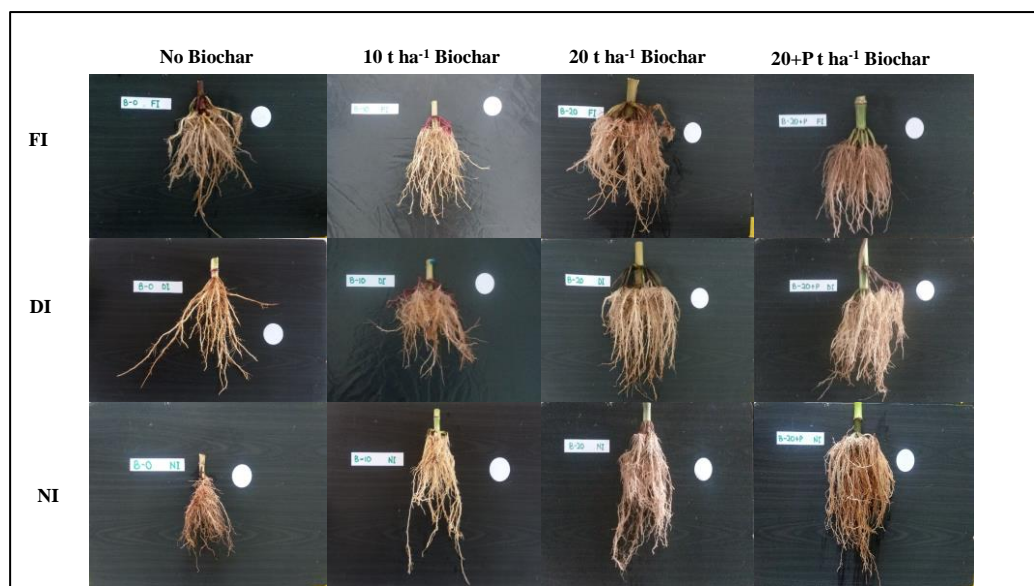 No Biochar 10 t ha⁻¹ Biochar 20 t ha⁻¹ Biochar 20+P t ha⁻¹ Biochar
FI
B-0 FI
B-10 FI
B-20 FI
B-20+P FI
DI
B-0 DI
B-10 DI
B-20 DI
B-20+P DI
NI
B-0 NI
B-10 NI
B-20 NI
B-20+P NI